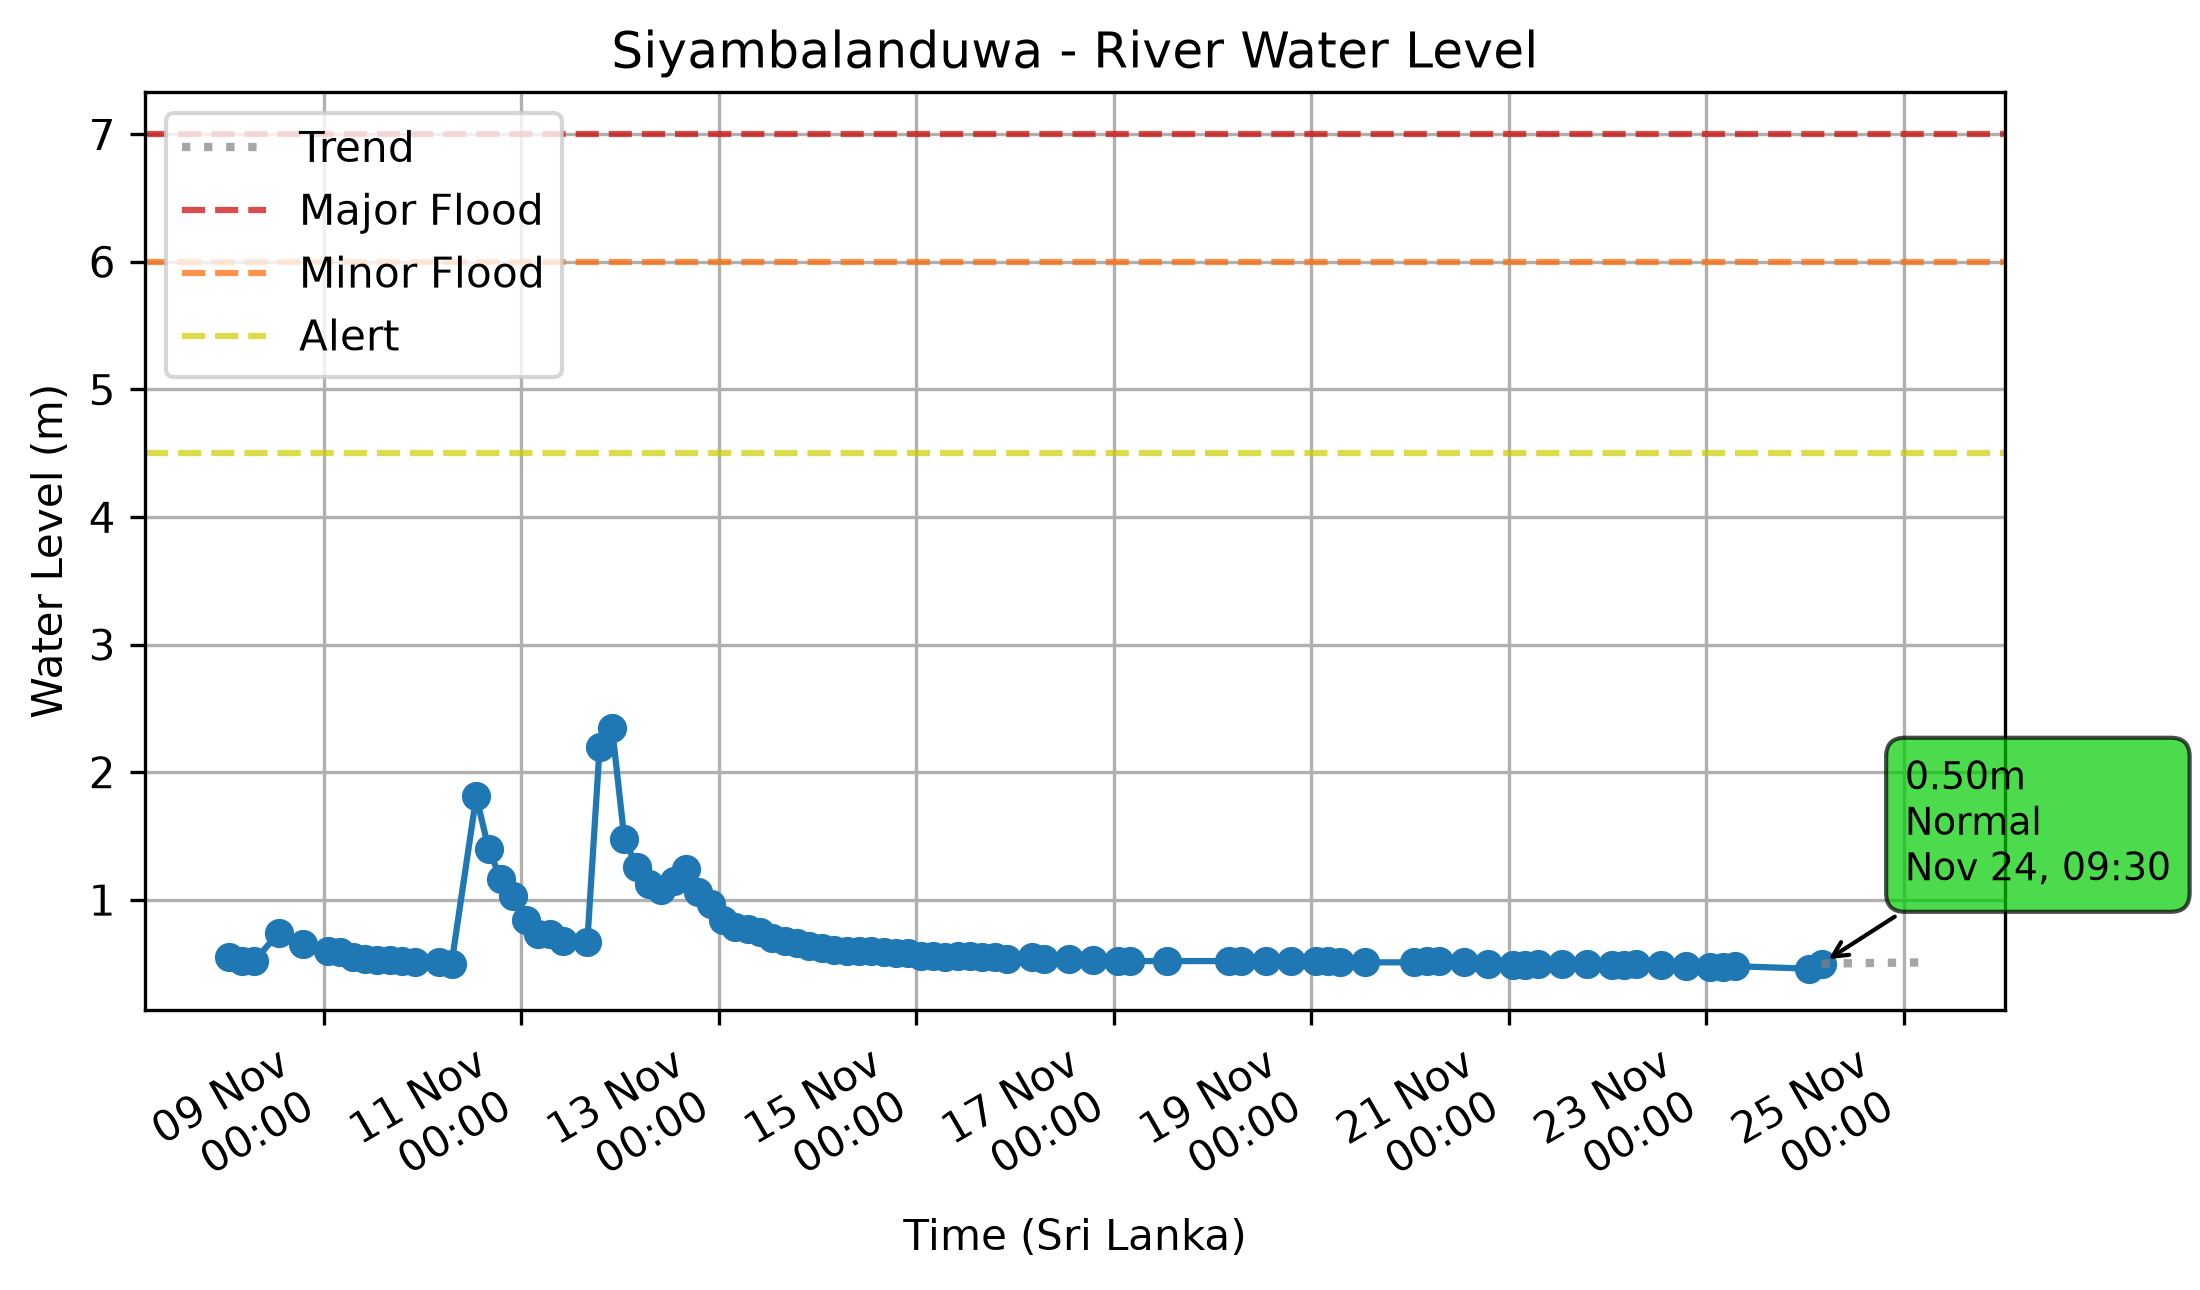 Siyambalanduwa - River Water Level
Trend
Major Flood
Minor Flood
Alert
7
6
5
4
3
2
1
Water Level (m)
0.50m
Normal
Nov 24, 09:30
09 Nov
00:00
11 Nov
00:00
13 Nov
00:00
15 Nov
00:00
17 Nov
00:00
19 Nov
00:00
21 Nov
00:00
23 Nov
00:00
25 Nov
00:00
Time (Sri Lanka)